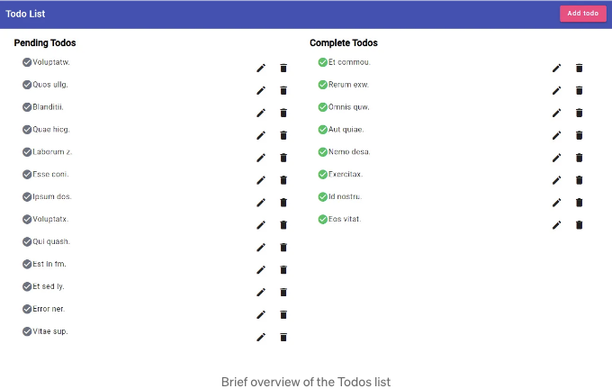 Todo List
Add todo
Pending Todos
Voluptatw.
Quos ullg.
Blanditii.
Quae hicg.
Laborum z.
Esse coni.
Ipsum dos.
Voluptatx.
Qui quash.
Est in fm.
Et sed ly.
Error ner.
Vitae sup.
Complete Todos
Et commou.
Rerum exw.
Omnis quw.
Aut quiae.
Nemo desa.
Exercitax.
Id nostru.
Eos vitat.
Brief overview of the Todos list